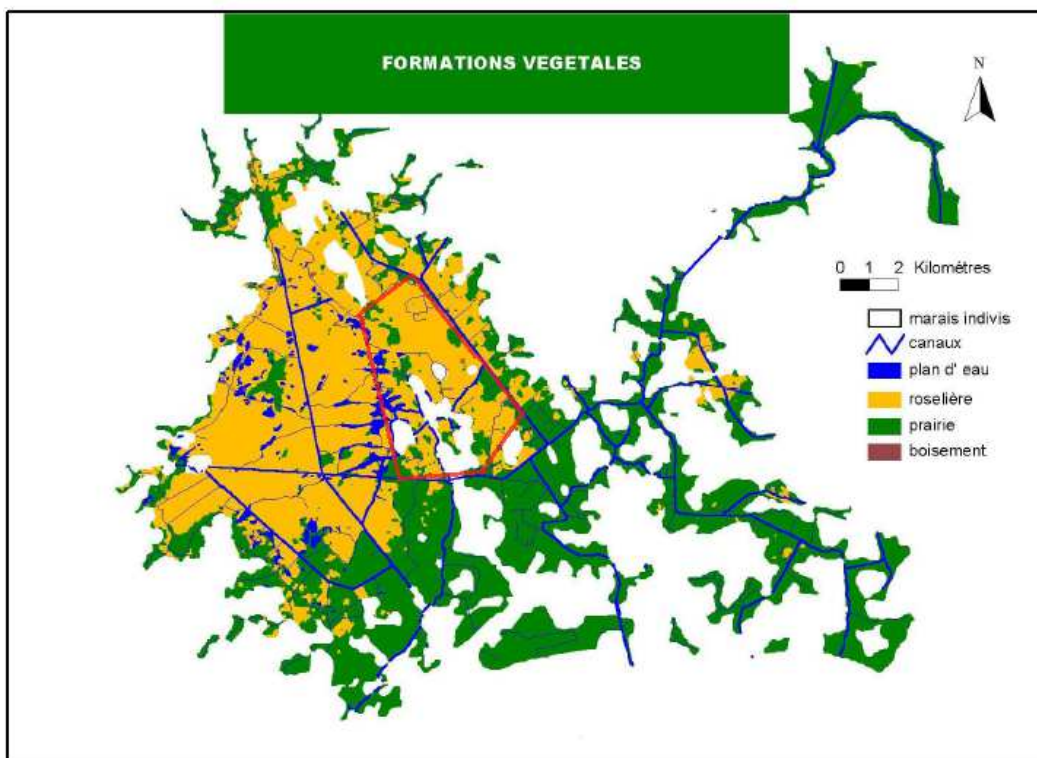 FORMATIONS VEGETALES
N
0 1 2 Kilomètres
marais indivis
canaux
plan d' eau
roselière
prairie
boisement